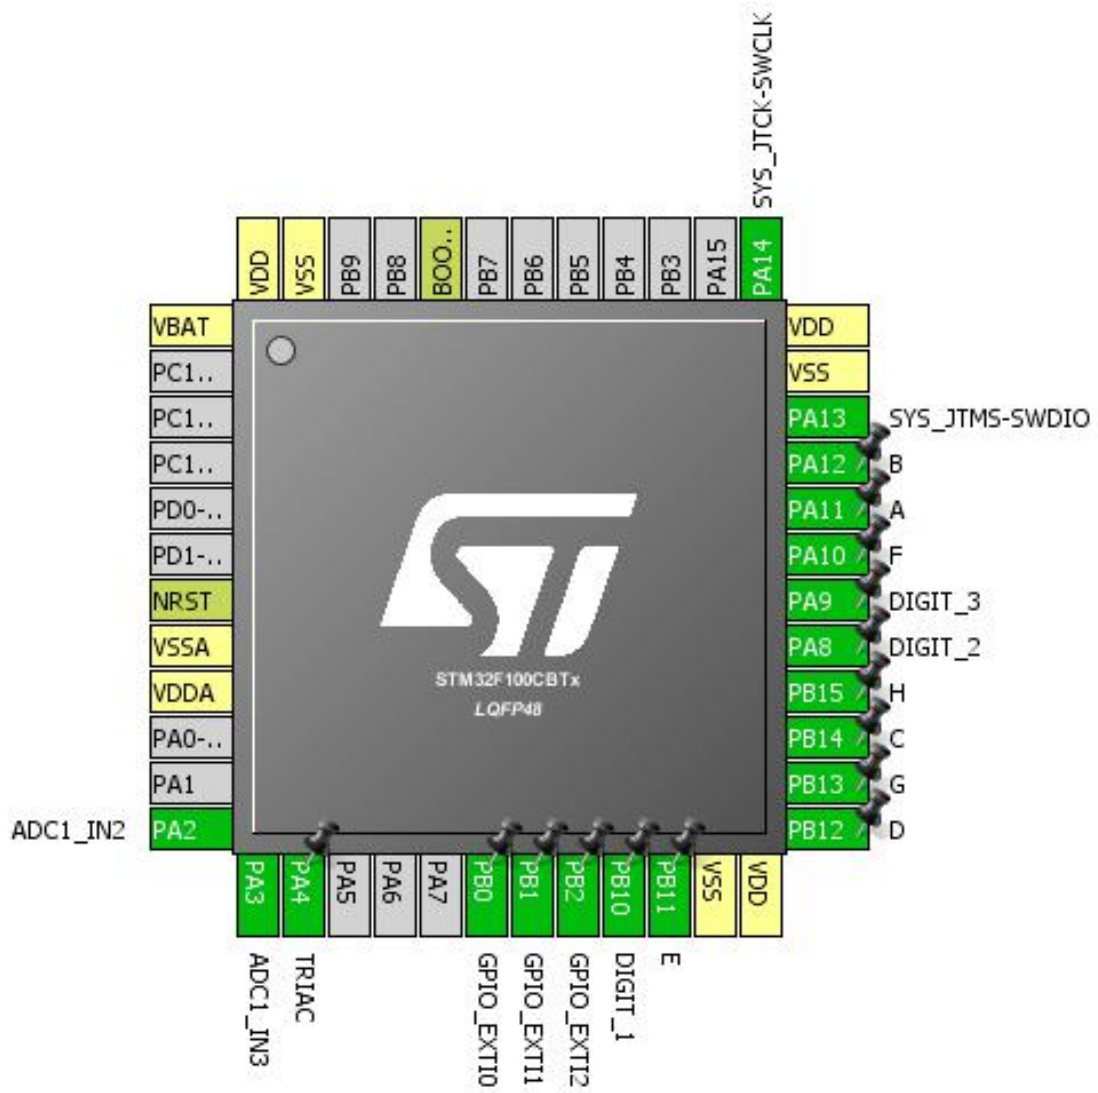 SYS_JTCK-SWCLK
VDD
VSS
PB9
PB8
BOO..
PB7
PB6
PB5
PB4
PB3
PA15
PA14
VBAT
PC1..
PC1..
PC1..
PD0-..
PD1-..
NRST
VSSA
VDDA
PA0-..
PA1
ADC1_IN2 PA2
STM32F100CBTx
LQFP48
VDD
VSS
PA13 SYS_JTMS-SWDIO
PA12 B
PA11 A
PA10 F
PA9 DIGIT_3
PA8 DIGIT_2
PB15 H
PB14 C
PB13 G
PB12 D
PA3 ADC1_IN3
PA4 TRIAC
PA5
PA6
PA7
PB0 GPIO_EXTI0
PB1 GPIO_EXTI1
PB2 GPIO_EXTI2
PB10 DIGIT_1
PB11 E
VSS
VDD